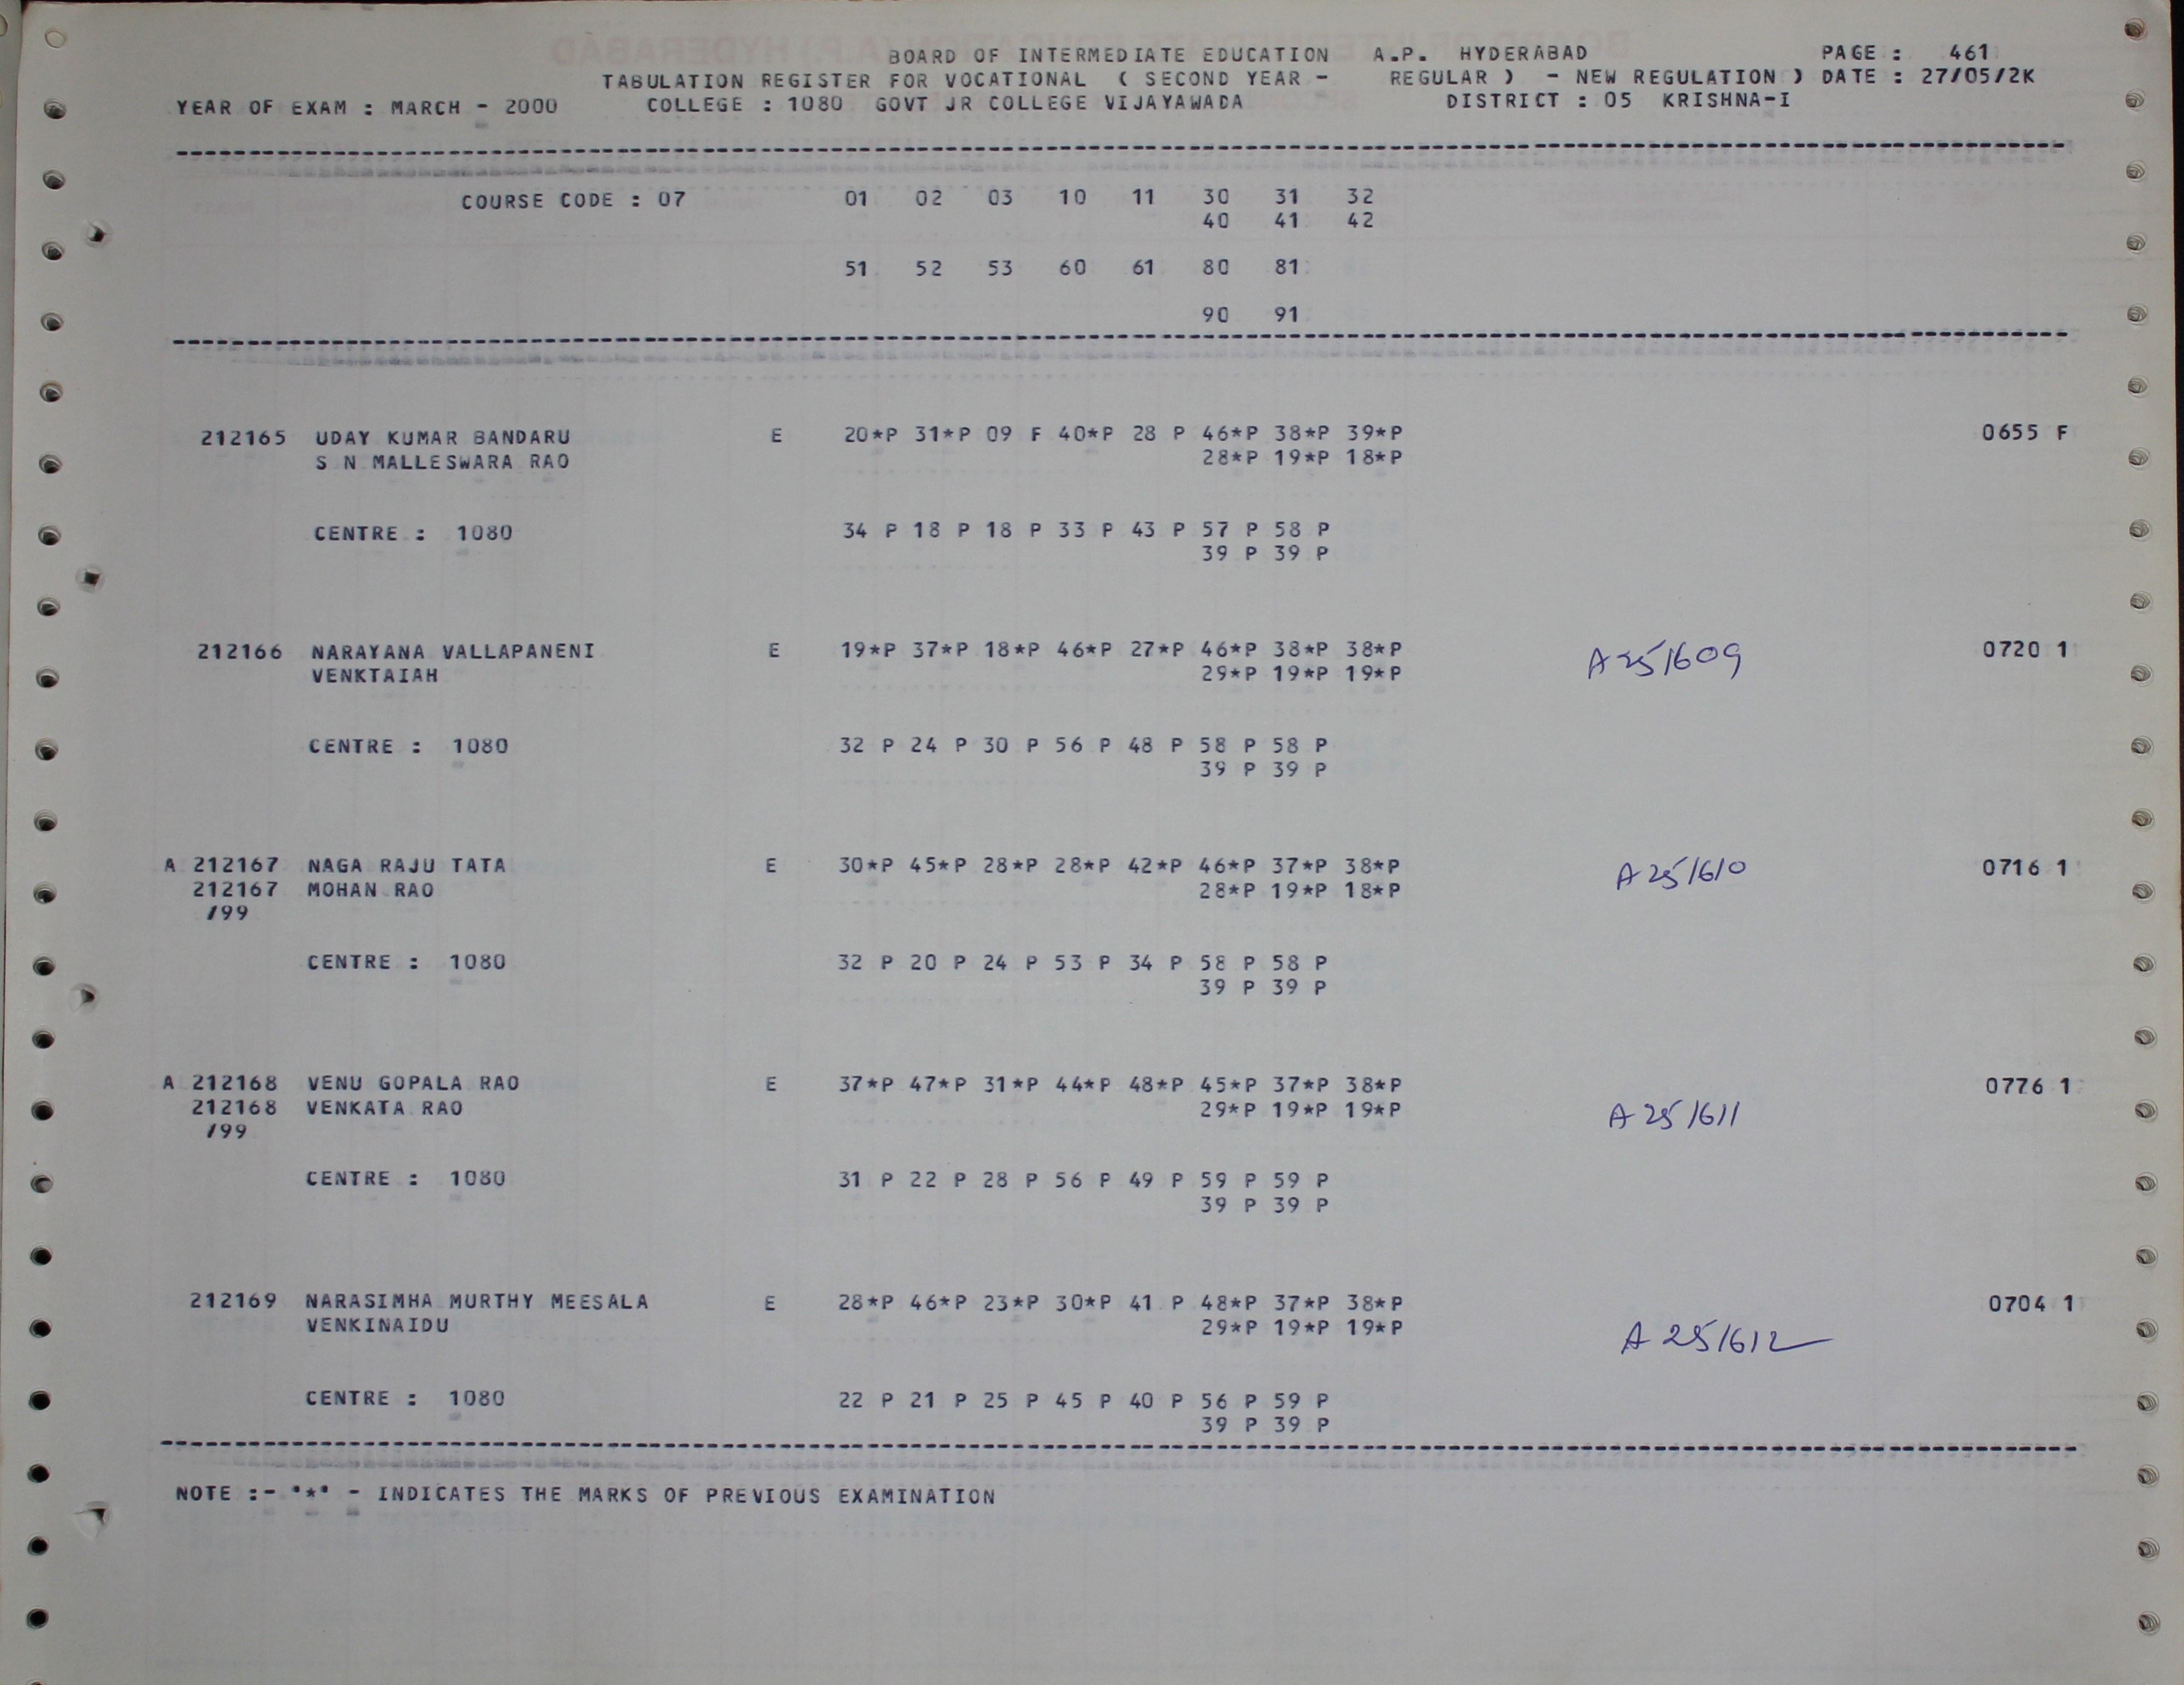 BOARD OF INTERMEDIATE EDUCATION A.P. HYDERABAD PAGE : 461
TABULATION REGISTER FOR VOCATIONAL ( SECOND YEAR - REGULAR ) - NEW REGULATION ) DATE : 27/05/2K
YEAR OF EXAM : MARCH - 2000 COLLEGE : 1080 GOVT JR COLLEGE VIJAYAWADA DISTRICT : 05 KRISHNA-I
COURSE CODE : 07 01 02 03 10 11 30 31 32
40 41 42
51 52 53 60 61 80 81
90 91
212165 UDAY KUMAR BANDARU E 20*P 31*P 09 F 40*P 28 P 46*P 38*P 39*P 0655 F
S N MALLESWARA RAO 28*P 19*P 18*P
CENTRE : 1080 34 P 18 P 18 P 33 P 43 P 57 P 58 P
39 P 39 P
212166 NARAYANA VALLAPANENI E 19*P 37*P 18*P 46*P 27*P 46*P 38*P 38*P A251609 0720 1
VENKTAIAH 29*P 19*P 19*P
CENTRE : 1080 32 P 24 P 30 P 56 P 48 P 58 P 58 P
39 P 39 P
A 212167 NAGA RAJU TATA E 30*P 45*P 28*P 28*P 42*P 46*P 37*P 38*P A251610 0716 1
212167 MOHAN RAO 28*P 19*P 18*P
/99
CENTRE : 1080 32 P 20 P 24 P 53 P 34 P 58 P 58 P
39 P 39 P
A 212168 VENU GOPALA RAO E 37*P 47*P 31*P 44*P 48*P 45*P 37*P 38*P 0776 1
212168 VENKATA RAO 29*P 19*P 19*P A251611
/99
CENTRE : 1080 31 P 22 P 28 P 56 P 49 P 59 P 59 P
39 P 39 P
212169 NARASIMHA MURTHY MEESALA E 28*P 46*P 23*P 30*P 41 P 48*P 37*P 38*P 0704 1
VENKINAIDU 29*P 19*P 19*P A251612
CENTRE : 1080 22 P 21 P 25 P 45 P 40 P 56 P 59 P
39 P 39 P
NOTE :- "*" - INDICATES THE MARKS OF PREVIOUS EXAMINATION